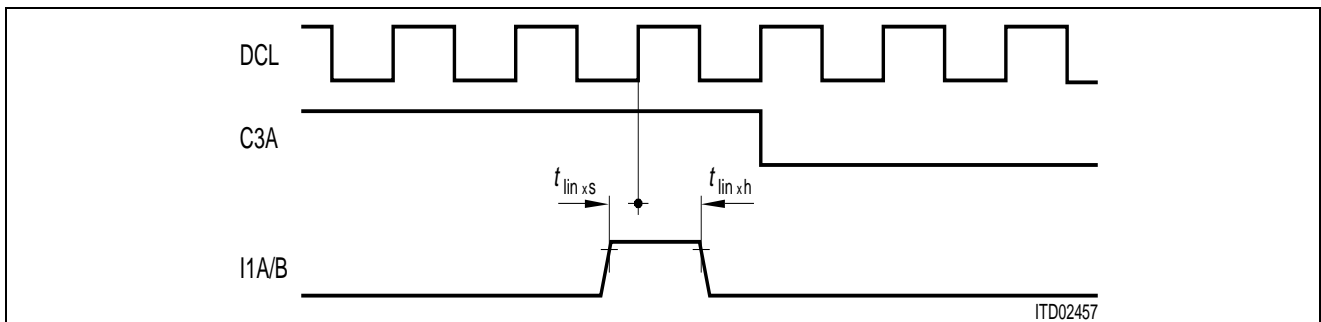 DCL
C3A
t lin xs
t lin xh
I1A/B
ITD02457